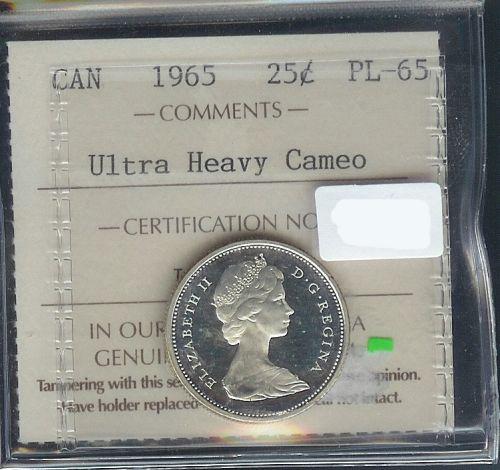 CAN 1965 25¢ PL-65
— COMMENTS —
Ultra Heavy Cameo
— CERTIFICATION NO
ELIZABETH II D·G·REGINA
IN OUR A
GENUI
Tampering with this se opinion.
Have holder replaced not intact.